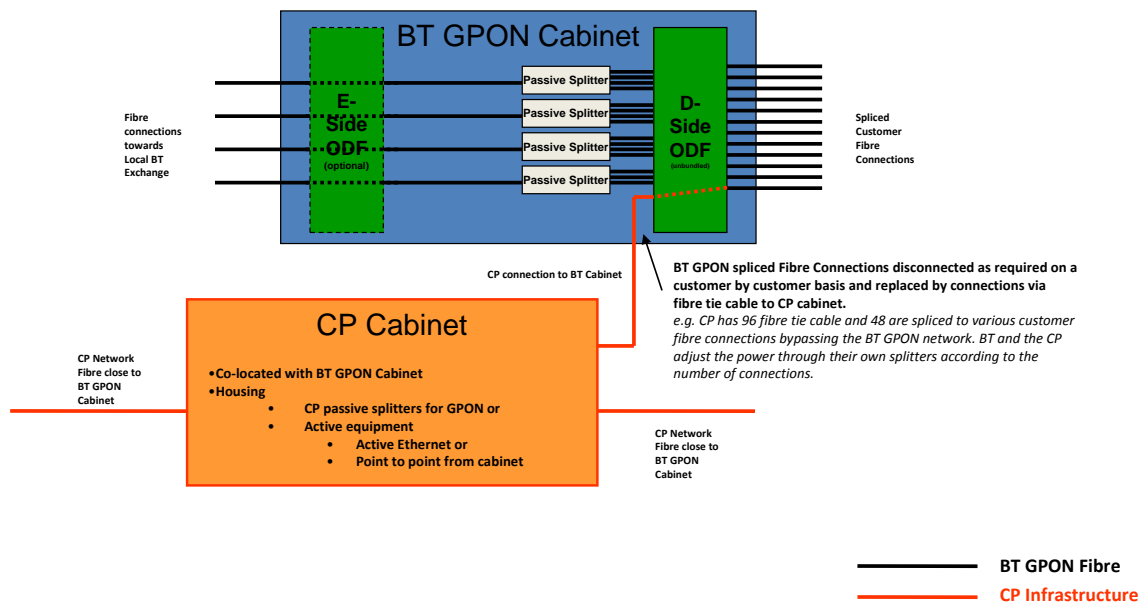 BT GPON Cabinet
Fibre
connections
towards
Local BT
Exchange
E-
Side
ODF
(optional)
Passive Splitter
Passive Splitter
Passive Splitter
Passive Splitter
D-
Side
ODF
(unbundled)
Spliced
Customer
Fibre
Connections
CP connection to BT Cabinet
BT GPON spliced Fibre Connections disconnected as required on a
customer by customer basis and replaced by connections via
fibre tie cable to CP cabinet.
e.g. CP has 96 fibre tie cable and 48 are spliced to various customer
fibre connections bypassing the BT GPON network. BT and the CP
adjust the power through their own splitters according to the
number of connections.
CP Cabinet
•Co-located with BT GPON Cabinet
•Housing
• CP passive splitters for GPON or
• Active equipment
• Active Ethernet or
• Point to point from cabinet
CP Network
Fibre close to
BT GPON
Cabinet
CP Network
Fibre close to
BT GPON
Cabinet
BT GPON Fibre
CP Infrastructure